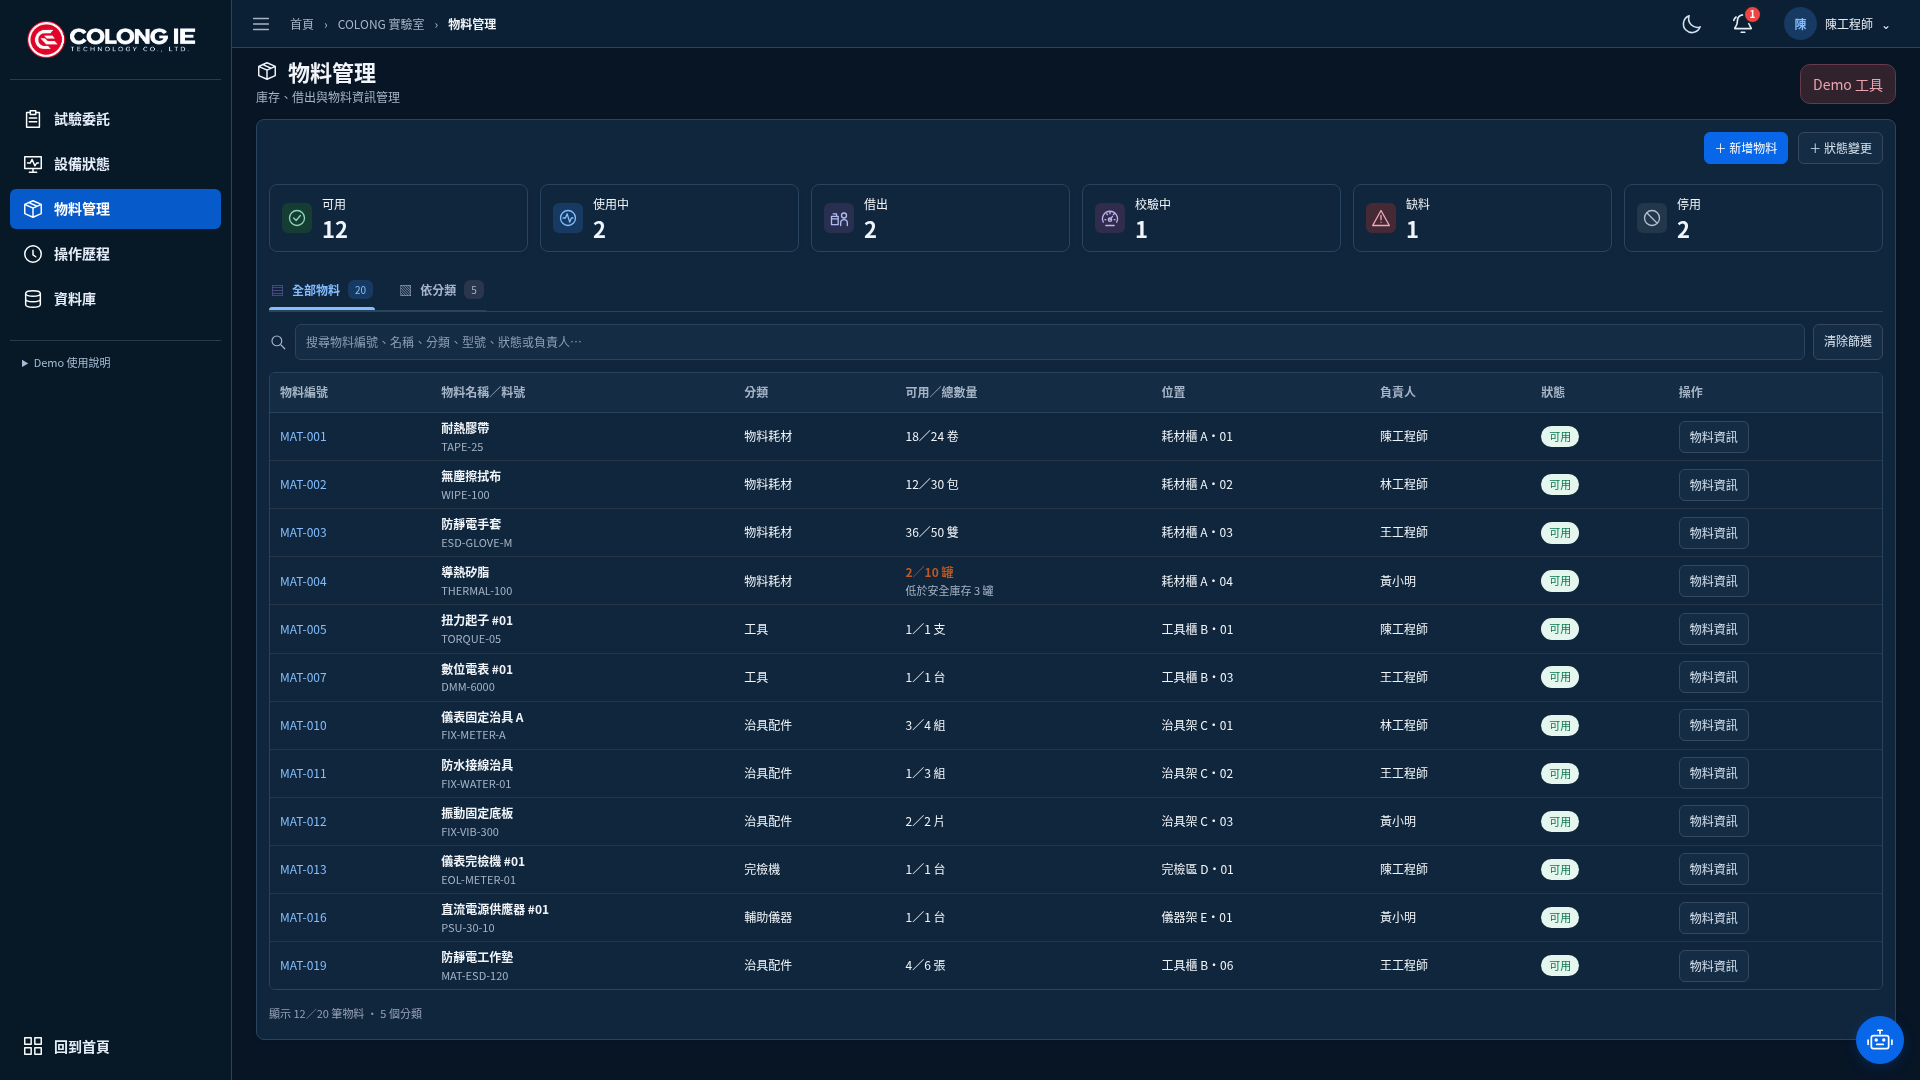 COLONG IE
TECHNOLOGY CO., LTD.
試驗委託
設備狀態
物料管理
操作歷程
資料庫
Demo 使用說明
回到首頁
首頁 › COLONG 實驗室 › 物料管理
1
陳 陳工程師
物料管理
庫存、借出與物料資訊管理
Demo 工具
+ 新增物料 + 狀態變更
可用 12
使用中 2
借出 2
校驗中 1
缺料 1
停用 2
全部物料 20 依分類 5
搜尋物料編號、名稱、分類、型號、狀態或負責人… 清除篩選
物料編號 物料名稱／料號 分類 可用／總數量 位置 負責人 狀態 操作
MAT-001 耐熱膠帶 TAPE-25 物料耗材 18／24 卷 耗材櫃 A・01 陳工程師 可用 物料資訊
MAT-002 無塵擦拭布 WIPE-100 物料耗材 12／30 包 耗材櫃 A・02 林工程師 可用 物料資訊
MAT-003 防靜電手套 ESD-GLOVE-M 物料耗材 36／50 雙 耗材櫃 A・03 王工程師 可用 物料資訊
MAT-004 導熱矽脂 THERMAL-100 物料耗材 2／10 罐 低於安全庫存 3 罐 耗材櫃 A・04 黃小明 可用 物料資訊
MAT-005 扭力起子 #01 TORQUE-05 工具 1／1 支 工具櫃 B・01 陳工程師 可用 物料資訊
MAT-007 數位電表 #01 DMM-6000 工具 1／1 台 工具櫃 B・03 王工程師 可用 物料資訊
MAT-010 儀表固定治具 A FIX-METER-A 治具配件 3／4 組 治具架 C・01 林工程師 可用 物料資訊
MAT-011 防水接線治具 FIX-WATER-01 治具配件 1／3 組 治具架 C・02 王工程師 可用 物料資訊
MAT-012 振動固定底板 FIX-VIB-300 治具配件 2／2 片 治具架 C・03 黃小明 可用 物料資訊
MAT-013 儀表完檢機 #01 EOL-METER-01 完檢機 1／1 台 完檢區 D・01 陳工程師 可用 物料資訊
MAT-016 直流電源供應器 #01 PSU-30-10 輔助儀器 1／1 台 儀器架 E・01 黃小明 可用 物料資訊
MAT-019 防靜電工作墊 MAT-ESD-120 治具配件 4／6 張 工具櫃 B・06 王工程師 可用 物料資訊
顯示 12／20 筆物料 ・ 5 個分類